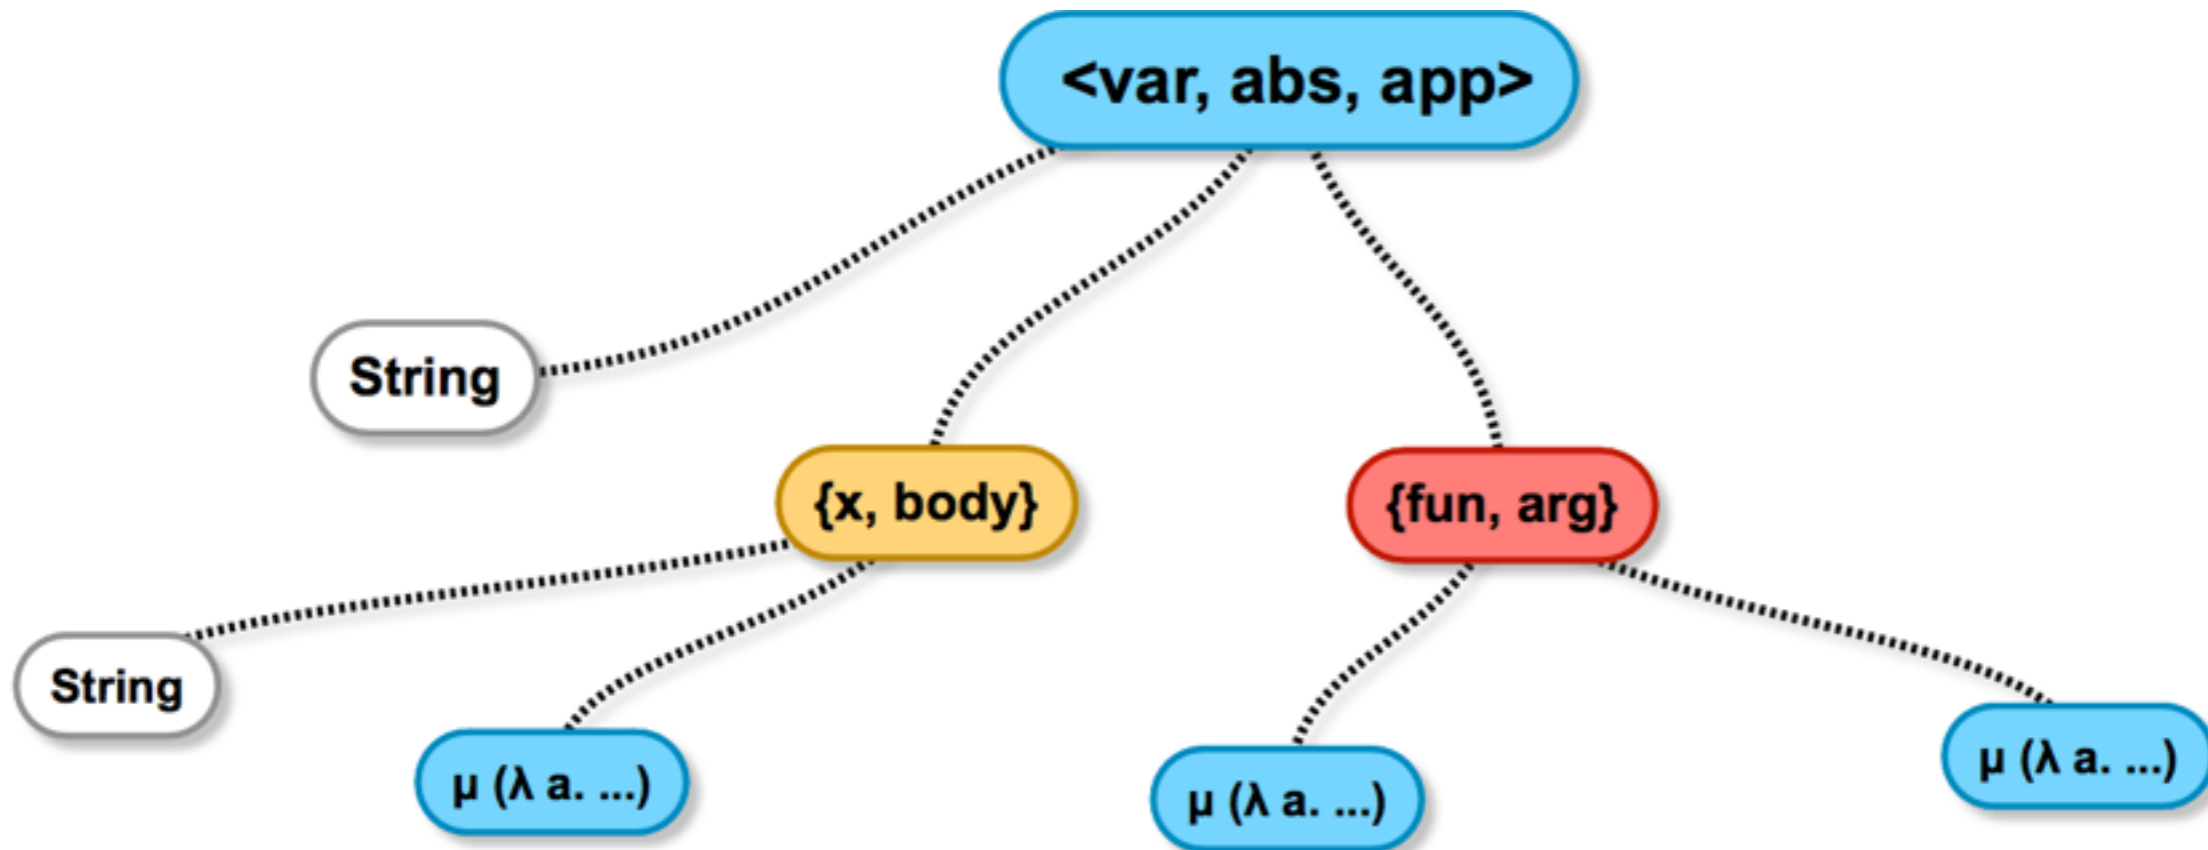 <var, abs, app>
String
{x, body}
{fun, arg}
String
μ (λ a. ...)
μ (λ a. ...)
μ (λ a. ...)